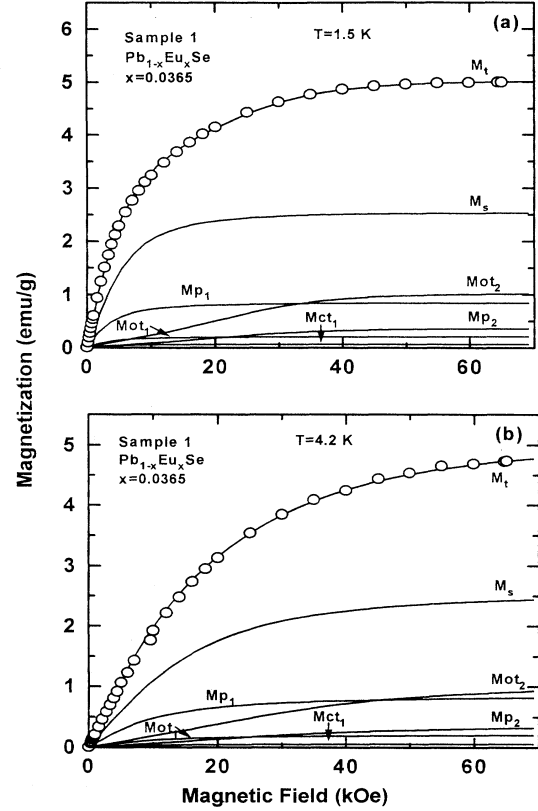 (a)
Sample 1
T=1.5 K
Pb1-xEuxSe
x=0.0365
Mt
Ms
Mot2
Mp1
Mot1
Mct1
Mp2
6
5
4
3
2
1
0
0
20
40
60
Magnetization (emu/g)
(b)
Sample 1
T=4.2 K
Pb1-xEuxSe
x=0.0365
Mt
Ms
Mot2
Mp1
Mot1
Mct1
Mp2
5
4
3
2
1
0
0
20
40
60
Magnetic Field (kOe)